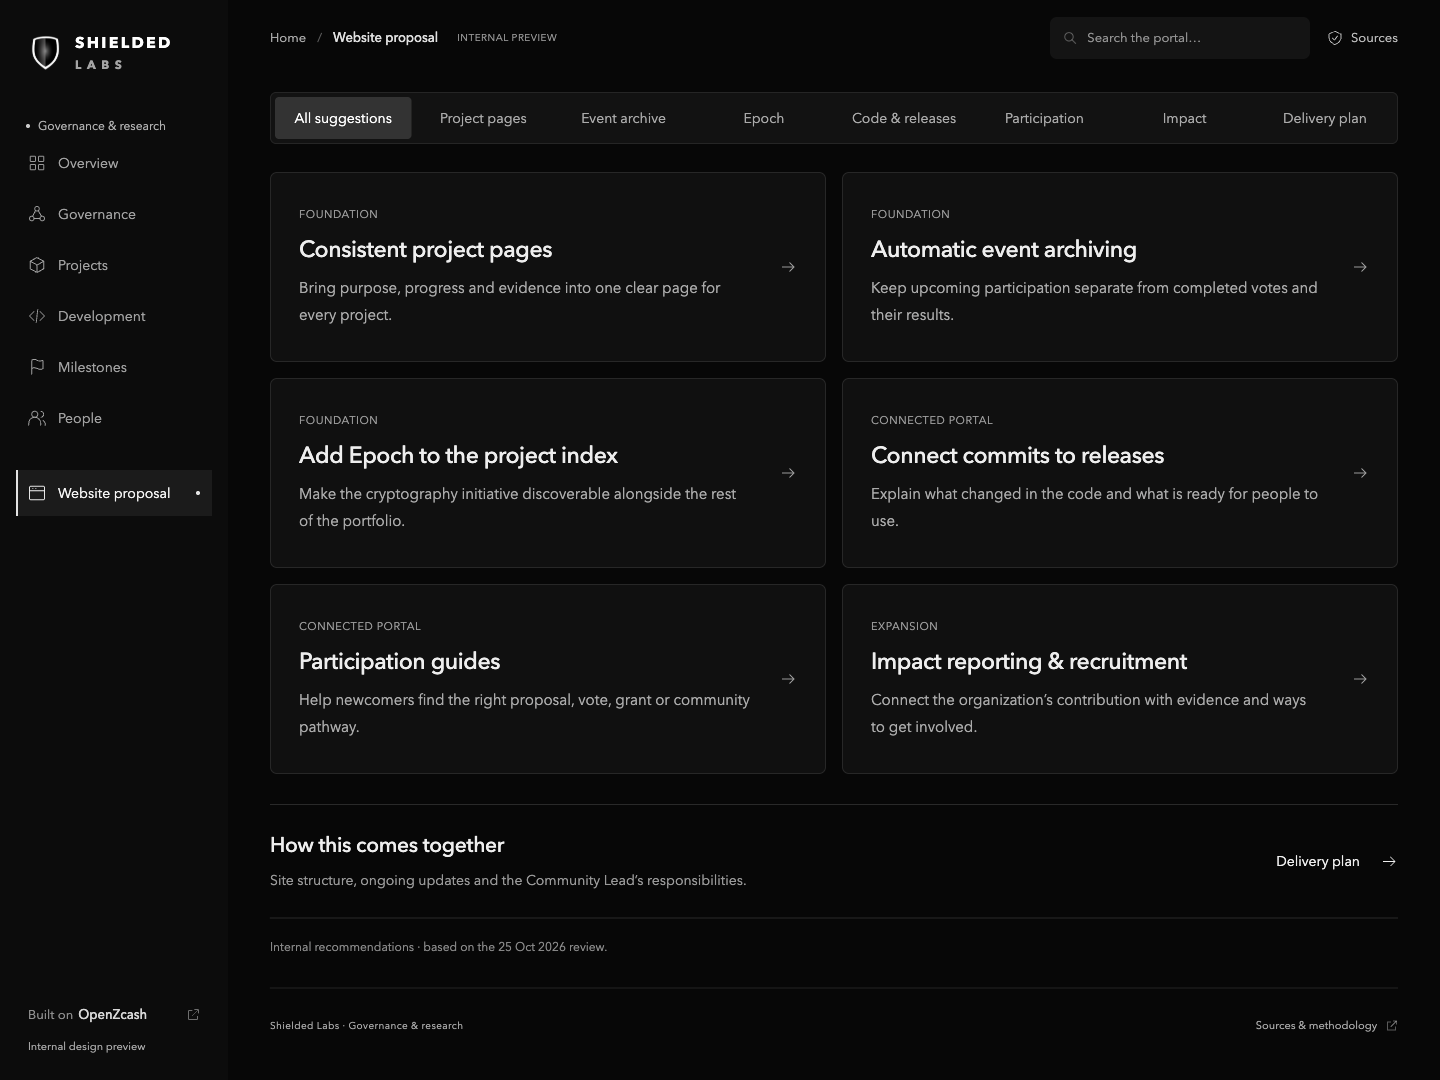 SHIELDED
LABS
Governance & research
Overview
Governance
Projects
Development
Milestones
People
Website proposal
Built on OpenZcash
Internal design preview
Home / Website proposal INTERNAL PREVIEW
Search the portal...
Sources
All suggestions
Project pages
Event archive
Epoch
Code & releases
Participation
Impact
Delivery plan
FOUNDATION
Consistent project pages
Bring purpose, progress and evidence into one clear page for
every project.
FOUNDATION
Automatic event archiving
Keep upcoming participation separate from completed votes and
their results.
FOUNDATION
Add Epoch to the project index
Make the cryptography initiative discoverable alongside the rest
of the portfolio.
CONNECTED PORTAL
Connect commits to releases
Explain what changed in the code and what is ready for people to
use.
CONNECTED PORTAL
Participation guides
Help newcomers find the right proposal, vote, grant or community
pathway.
EXPANSION
Impact reporting & recruitment
Connect the organization’s contribution with evidence and ways
to get involved.
How this comes together
Site structure, ongoing updates and the Community Lead’s responsibilities.
Delivery plan
Internal recommendations · based on the 25 Oct 2026 review.
Shielded Labs · Governance & research
Sources & methodology